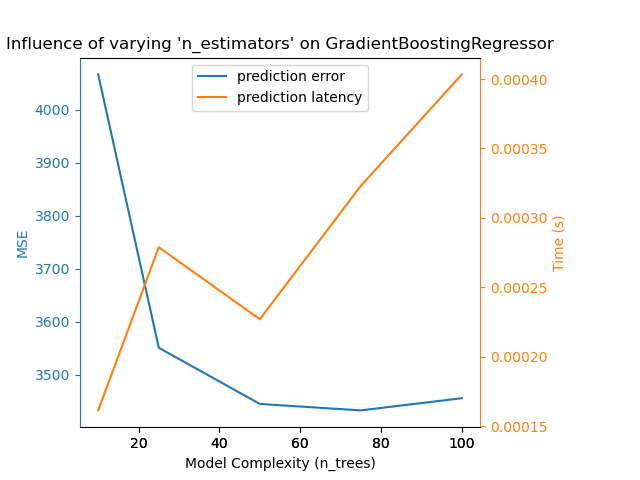 Influence of varying 'n_estimators' on GradientBoostingRegressor
prediction error
prediction latency
4000
3900
3800
3700
3600
3500
MSE
0.00040
0.00035
0.00030
0.00025
0.00020
0.00015
Time (s)
20 40 60 80 100
Model Complexity (n_trees)